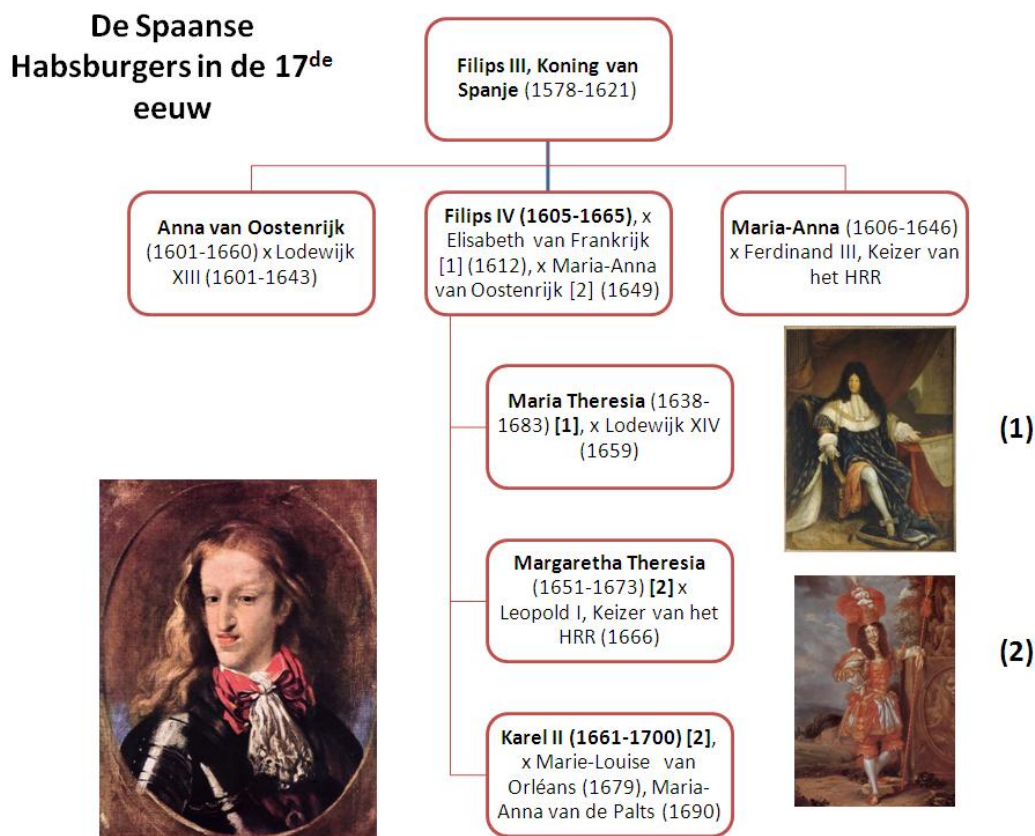 De Spaanse
Habsburgers in de 17de
eeuw
Filips III, Koning van
Spanje (1578-1621)
Anna van Oostenrijk
(1601-1660) x Lodewijk
XIII (1601-1643)
Filips IV (1605-1665), x
Elisabeth van Frankrijk
[1] (1612), x Maria-Anna
van Oostenrijk [2] (1649)
Maria-Anna (1606-1646)
x Ferdinand III, Keizer van
het HRR
Maria Theresia (1638-
1683) [1], x Lodewijk XIV
(1659)
(1)
Margaretha Theresia
(1651-1673) [2] x
Leopold I, Keizer van het
HRR (1666)
(2)
Karel II (1661-1700) [2],
x Marie-Louise van
Orléans (1679), Maria-
Anna van de Palts (1690)